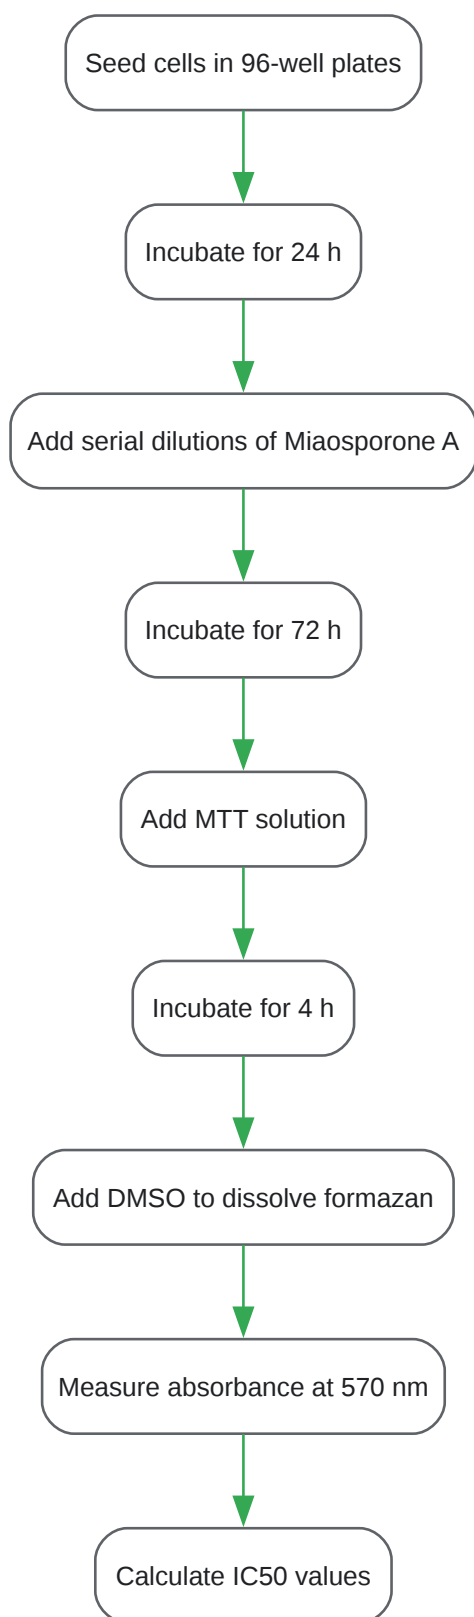 Seed cells in 96-well plates
Incubate for 24 h
Add serial dilutions of Miaosporone A
Incubate for 72 h
Add MTT solution
Incubate for 4 h
Add DMSO to dissolve formazan
Measure absorbance at 570 nm
Calculate IC50 values